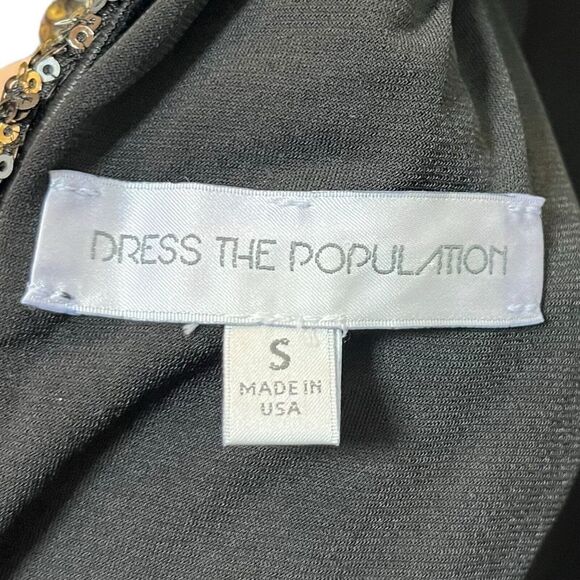 DRESS THE POPULATION
S
MADE IN
USA